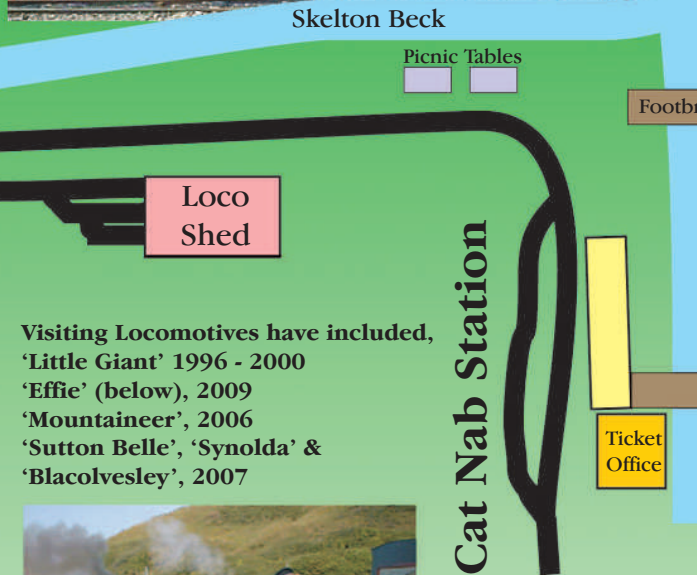 Skelton Beck
Picnic Tables
Loco
Shed
Cat Nab Station
Visiting Locomotives have included,
‘Little Giant’ 1996 - 2000
‘Effie’ (below), 2009
‘Mountaineer’, 2006
‘Sutton Belle’, ‘Synolda’ &
‘Blacolvesley’, 2007
Ticket
Office